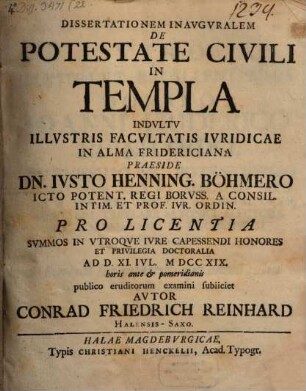 1234.
DISSERTATIONEM INAVGVRALEM
DE
POTESTATE CIVILI
IN
TEMPLA
INDVLTV
ILLVSTRIS FACVLTATIS IVRIDICAE
IN ALMA FRIDERICIANA
PRAESIDE
DN. IVSTO HENNING. BÖHMERO
ICTO POTENT. REGI BORVSS. A CONSIL.
INTIM. ET PROF. IVR. ORDIN.
PRO LICENTIA
SVMMOS IN VTROQVE IVRE CAPESSENDI HONORES
ET PRIVILEGIA DOCTORALIA
AD D. XI. IVL. M DCC XIX.
horis ante & pomeridianis
publico eruditorum examini subiiciet
AVTOR
CONRAD FRIEDRICH REINHARD
HALENSIS-SAXO.
HALAE MAGDEBVRGICAE,
Typis CHRISTIANI HENCKELII, Acad. Typogr.